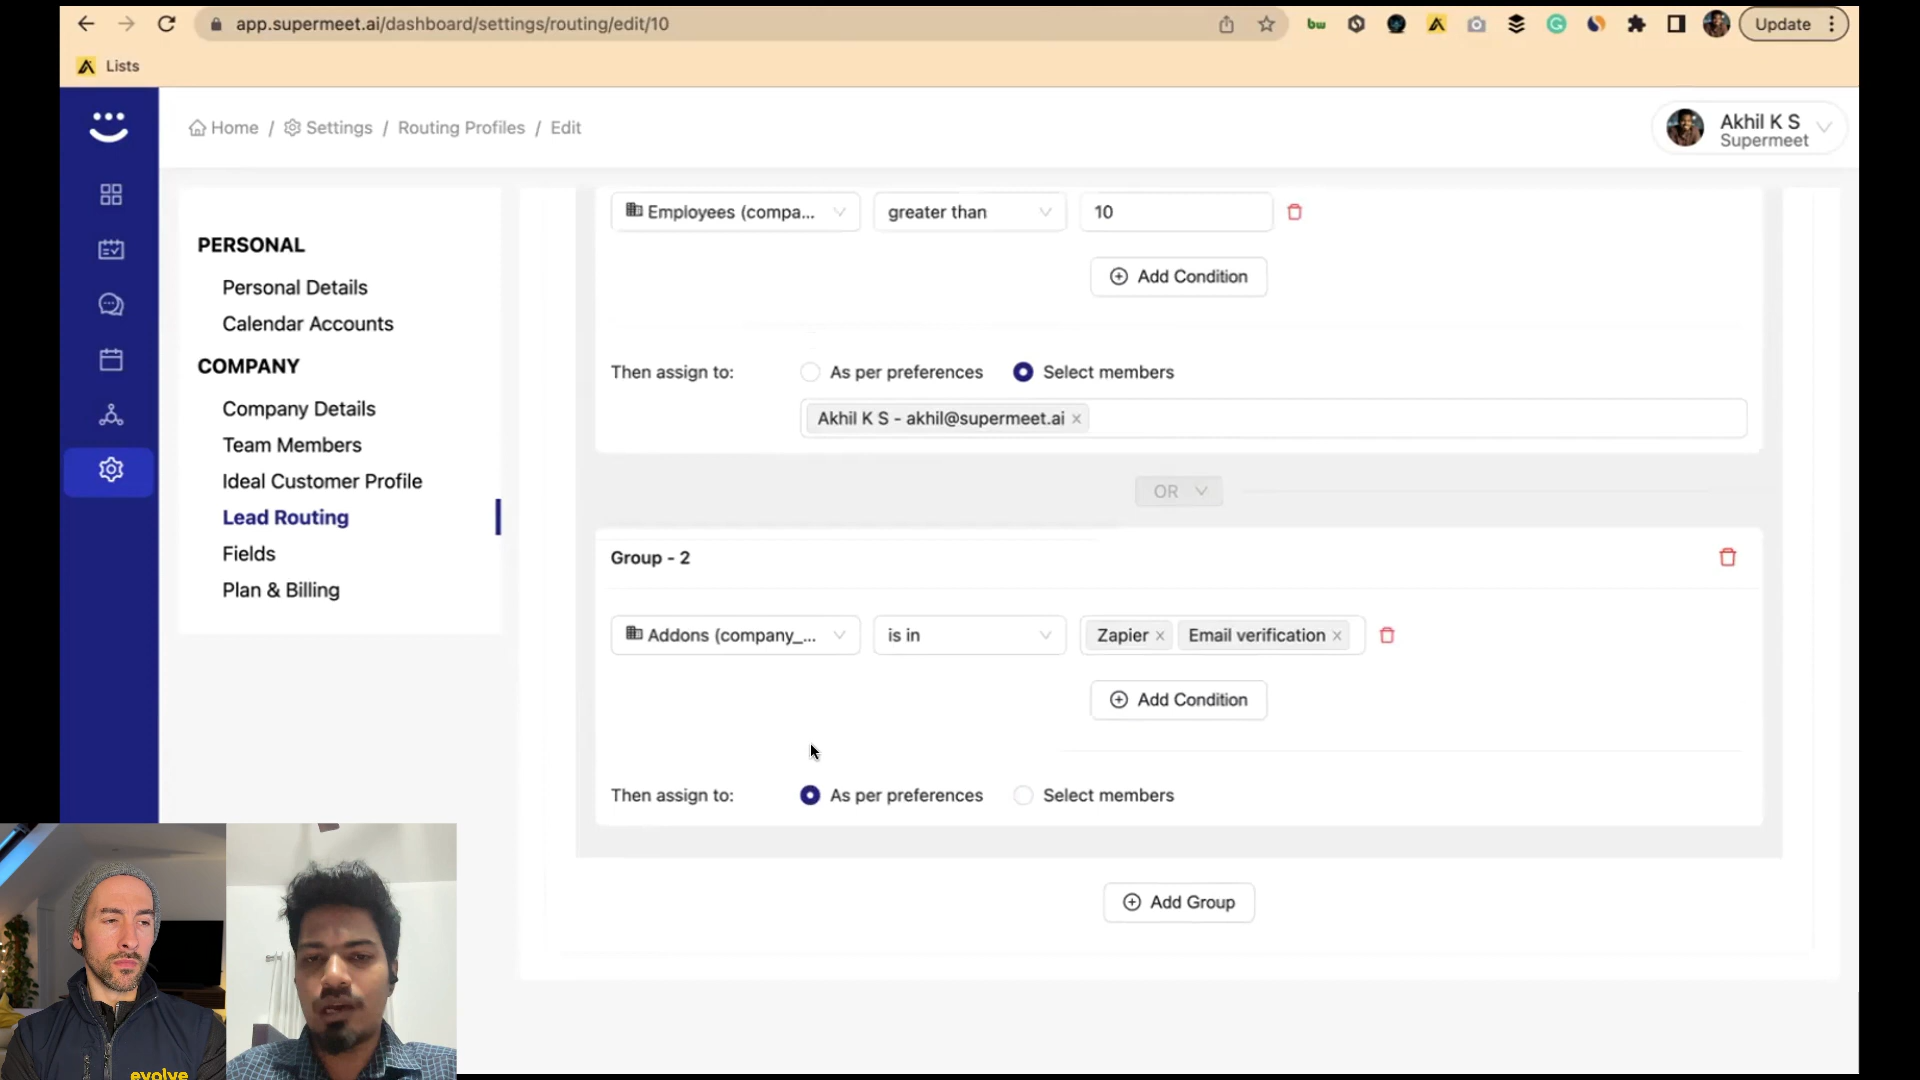 app.supermeet.ai/dashboard/settings/routing/edit/10
Update
Lists
Home / Settings / Routing Profiles / Edit
Akhil K S
Supermeet
PERSONAL
Personal Details
Calendar Accounts
COMPANY
Company Details
Team Members
Ideal Customer Profile
Lead Routing
Fields
Plan & Billing
Employees (compa... greater than 10
Add Condition
Then assign to: As per preferences Select members
Akhil K S - akhil@supermeet.ai ×
OR
Group - 2
Addons (company_... is in Zapier × Email verification ×
Add Condition
Then assign to: As per preferences Select members
Add Group
evolve